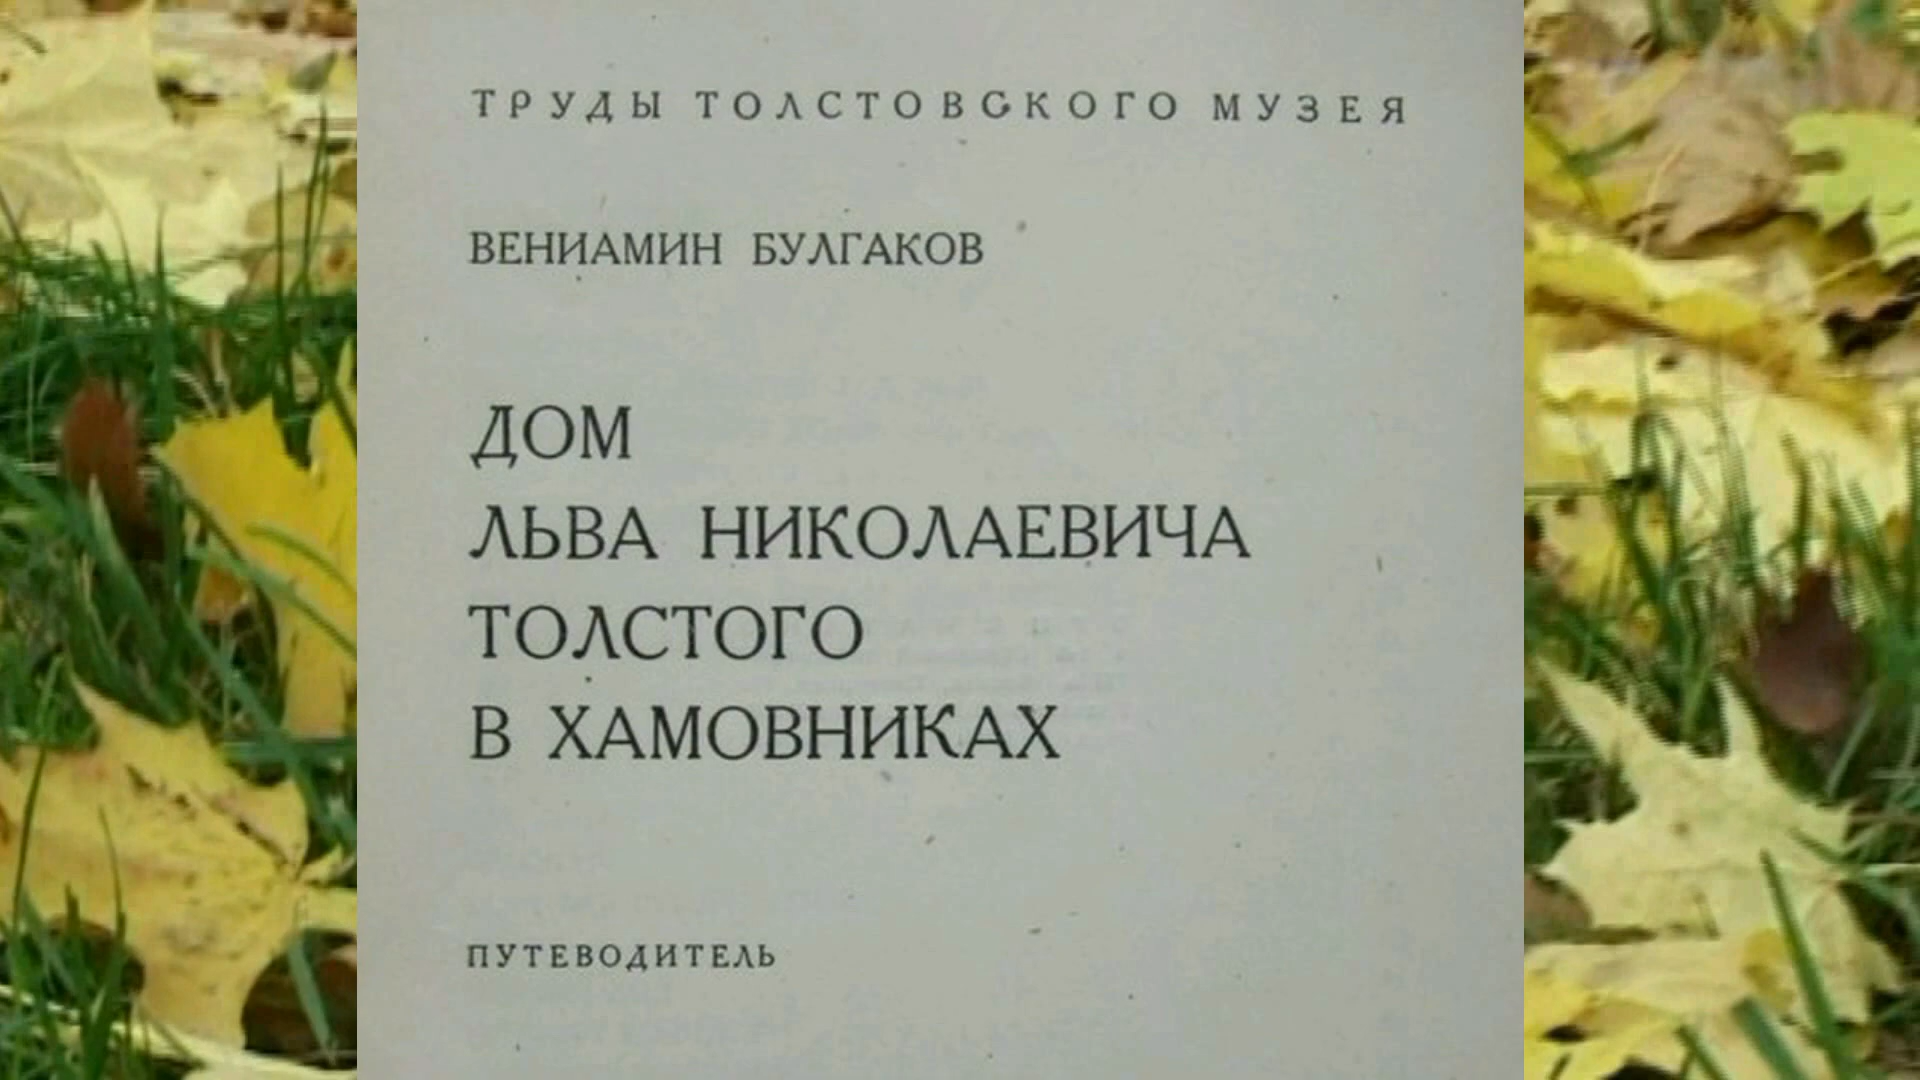 ТРУДЫ ТОЛСТОВСКОГО МУЗЕЯ
ВЕНИАМИН БУЛГАКОВ
ДОМ
ЛЬВА НИКОЛАЕВИЧА
ТОЛСТОГО
В ХАМОВНИКАХ
ПУТЕВОДИТЕЛЬ